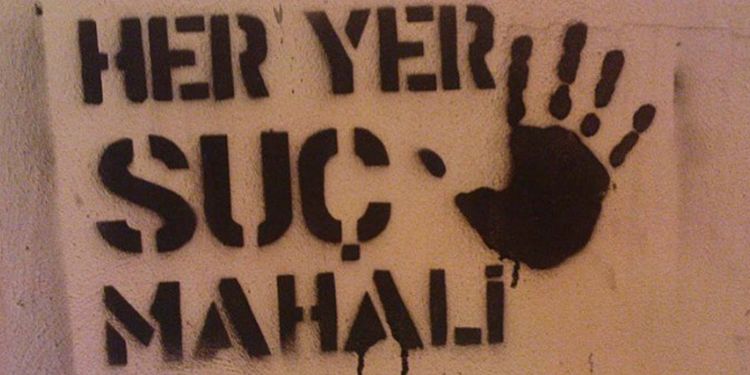 HER YER
SUÇ
MAHALİ